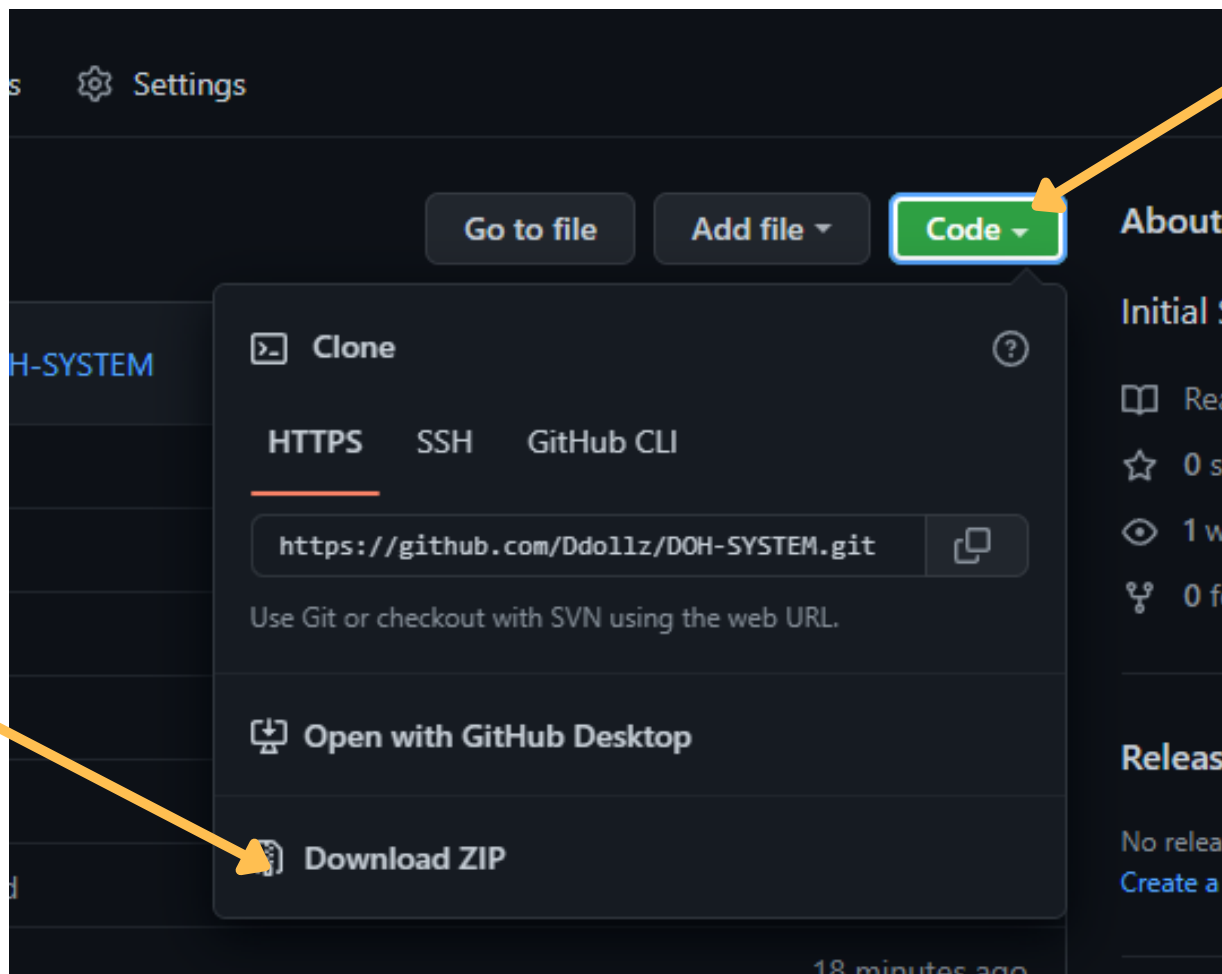 s Settings
Go to file Add file Code About
Initial S
H-SYSTEM
Clone
Rea
HTTPS SSH GitHub CLI
0 s
https://github.com/Ddollz/DOH-SYSTEM.git
1 w
0 f
Use Git or checkout with SVN using the web URL.
Open with GitHub Desktop
Releas
No relea
Download ZIP
Create a
d
18 minutes ago